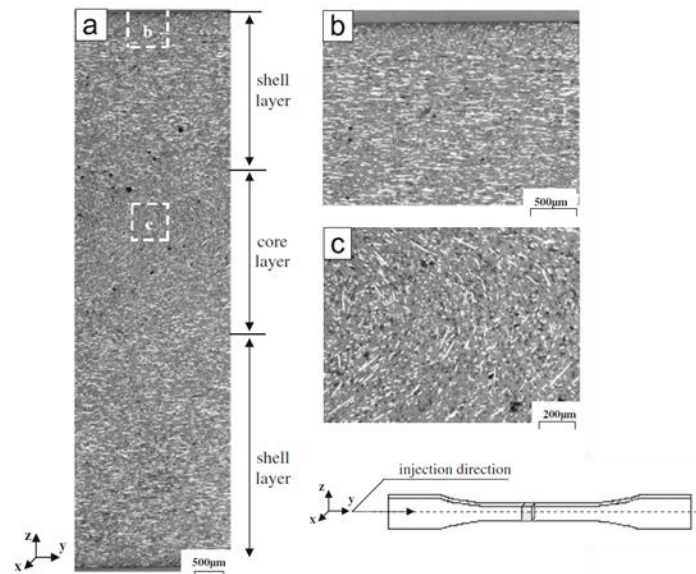 a
b
shell
layer
c
core
layer
shell
layer
z
y
x
500μm
b
500μm
c
200μm
injection direction
z
y
x